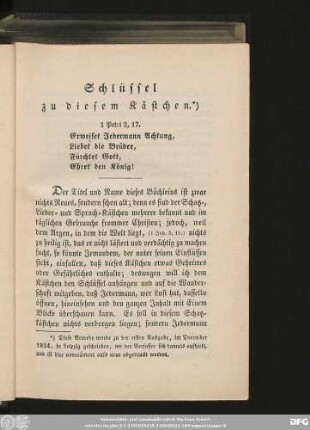 Schlüssel
zu diesem Kästchen.*)
1 Petri 2, 17.
Erweiset Jedermann Achtung,
Liebet die Brüder,
Fürchtet Gott,
Ehret den König!
Der Titel und Name dieses Büchleins ist zwar
nichts Neues, sondern schon alt; denn es sind der Schatz-,
Lieder- und Spruch-Kästchen mehrere bekannt und im
täglichen Gebrauche frommer Christen; jedoch, weil
dem Argen, in dem die Welt liegt, (1 Joh. 5, 19.) nichts
zu heilig ist, das er nicht lästert und verdächtig zu machen
sucht, so könnte Jemandem, der unter seinen Einflüssen
steht, einfallen, daß dieses Kästchen etwas Geheimes
oder Gefährliches enthalte; deswegen will ich dem
Kästchen den Schlüssel anhängen und auf die Wander-
schaft mitgeben, daß Jedermann, wer Lust hat, dasselbe
öffnen, hineinsehen und den ganzen Inhalt mit Einem
Blicke überschauen kann. Es soll in diesem Schatz-
kästchen nichts verborgen liegen; sondern Jedermann
*) Diese Vorrede wurde zu der ersten Ausgabe, im December
in Leipzig geschrieben, wo der Verfasser sich damals aufhielt,
und ist hier unverändert aufs neue abgedruckt worden.
DFG